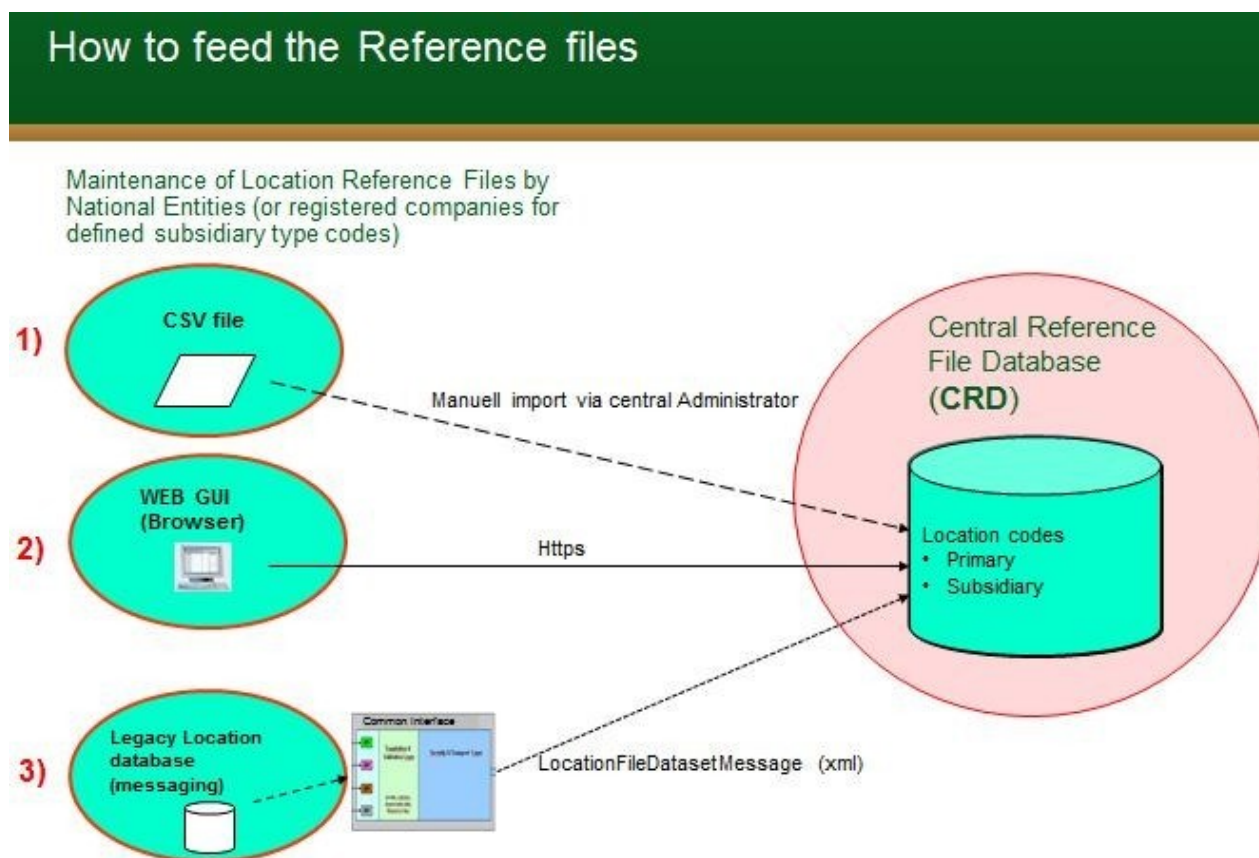 How to feed the Reference files
Maintenance of Location Reference Files by
National Entities (or registered companies for
defined subsidiary type codes)
1)
CSV file
Manuell import via central Administrator
Central Reference
File Database
(CRD)
2)
WEB GUI
(Browser)
Https
Location codes
• Primary
• Subsidiary
3)
Legacy Location
database
(messaging)
Common Interface
LocationFileDatasetMessage (xml)